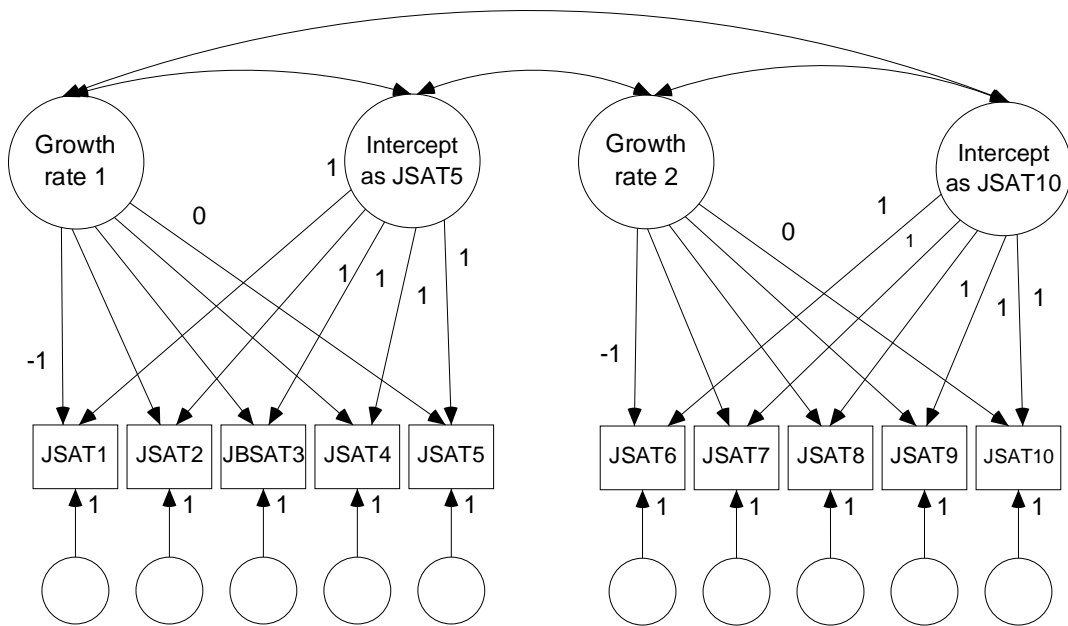 Growth
rate 1
Intercept
as JSAT5
Growth
rate 2
Intercept
as JSAT10
1
0
1
1
1
1
-1
1
0
1
1
1
1
-1
JSAT1
JSAT2
JBSAT3
JSAT4
JSAT5
JSAT6
JSAT7
JSAT8
JSAT9
JSAT10
1
1
1
1
1
1
1
1
1
1